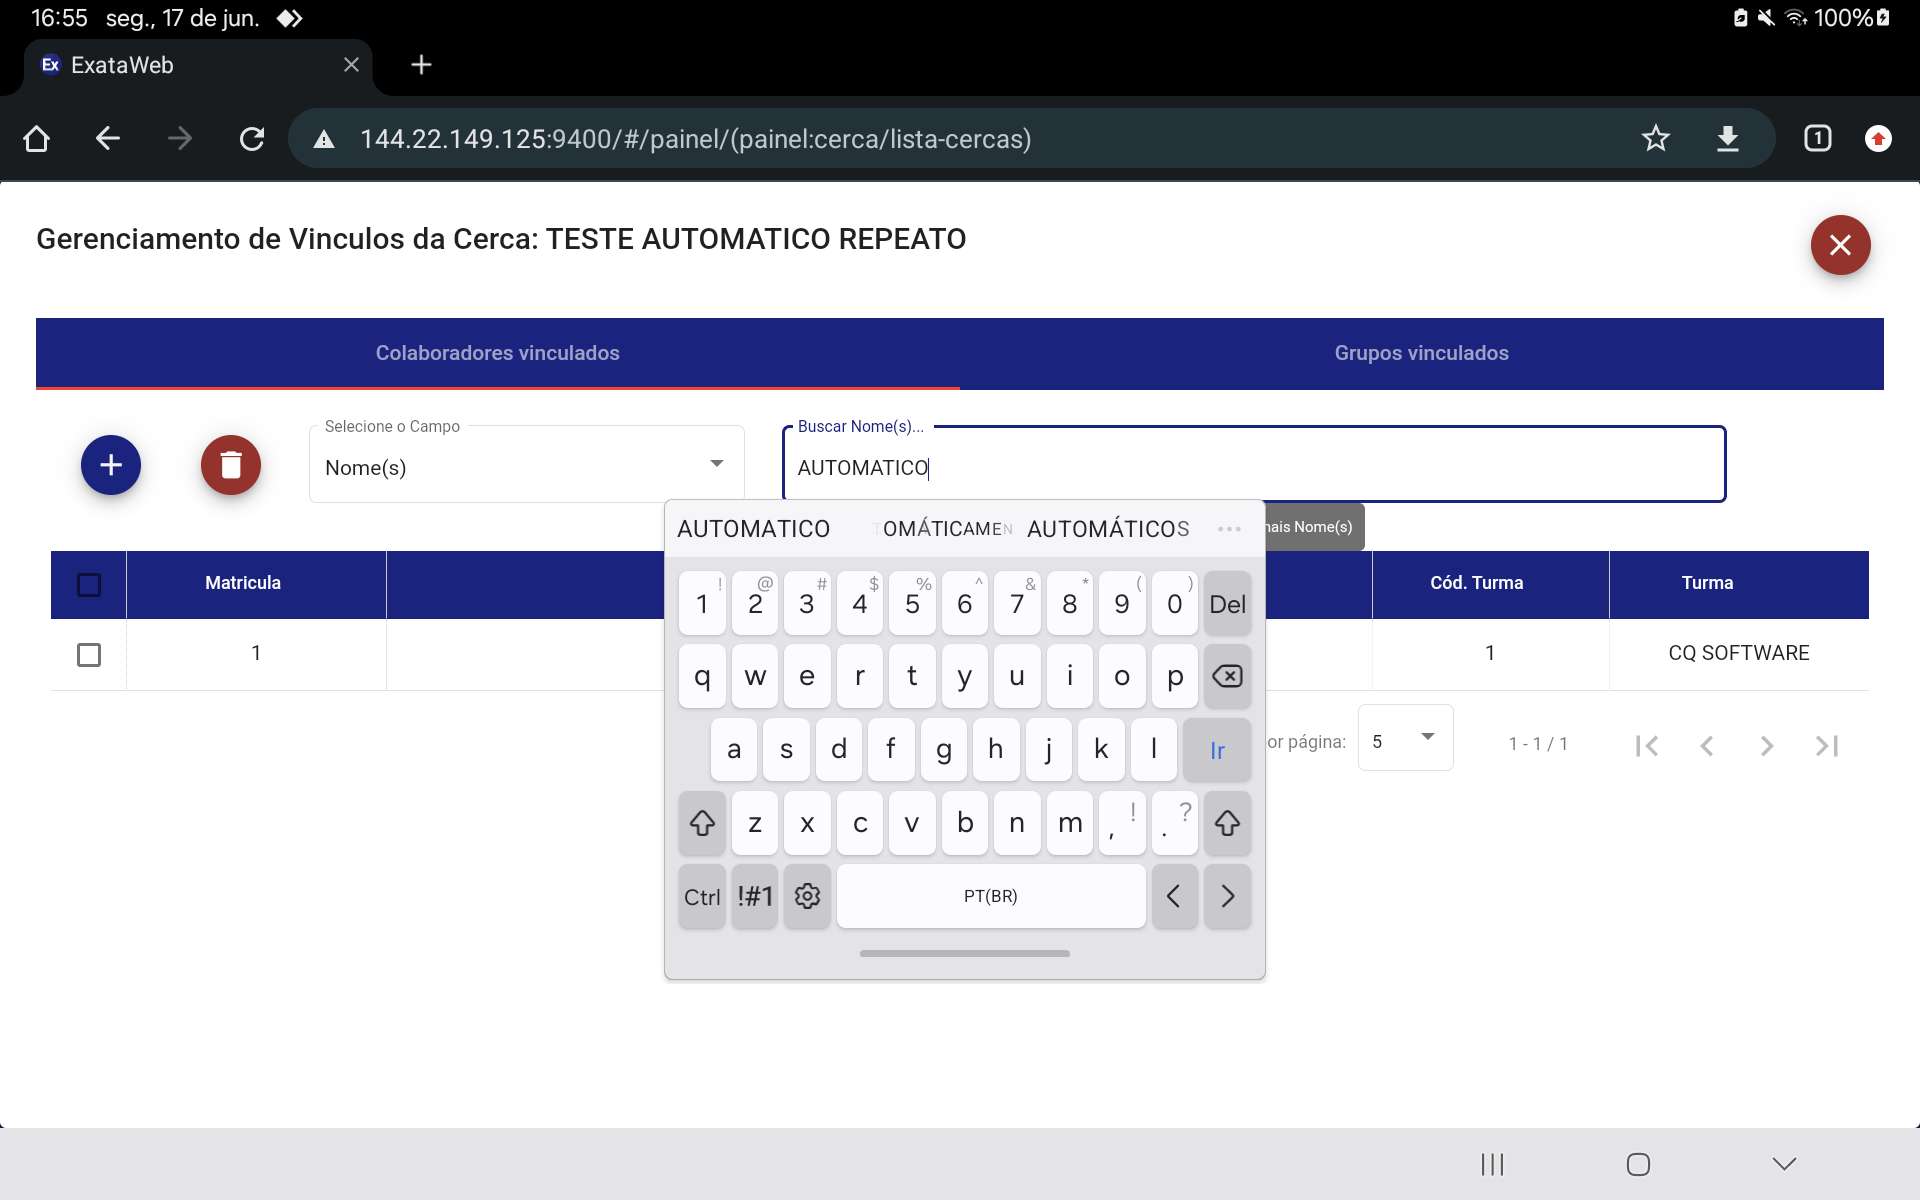 16:55 seg., 17 de jun. 100%
Ex ExataWeb
144.22.149.125:9400/#/painel/(painel:cerca/lista-cercas) 1
Gerenciamento de Vinculos da Cerca: TESTE AUTOMATICO REPEATO
Colaboradores vinculados Grupos vinculados
Selecione o Campo Buscar Nome(s)...
Nome(s) AUTOMATICO
AUTOMATICO TOMÁTICAMEN AUTOMÁTICOS ... mais Nome(s)
Matricula Cód. Turma Turma
1 1 CQ SOFTWARE
or página: 5 1 - 1 / 1
! @ # $ % ^ & * ( )
1 2 3 4 5 6 7 8 9 0 Del
q w e r t y u i o p
a s d f g h j k l Ir
z x c v b n m , ! . ?
Ctrl !#1 PT(BR) < >